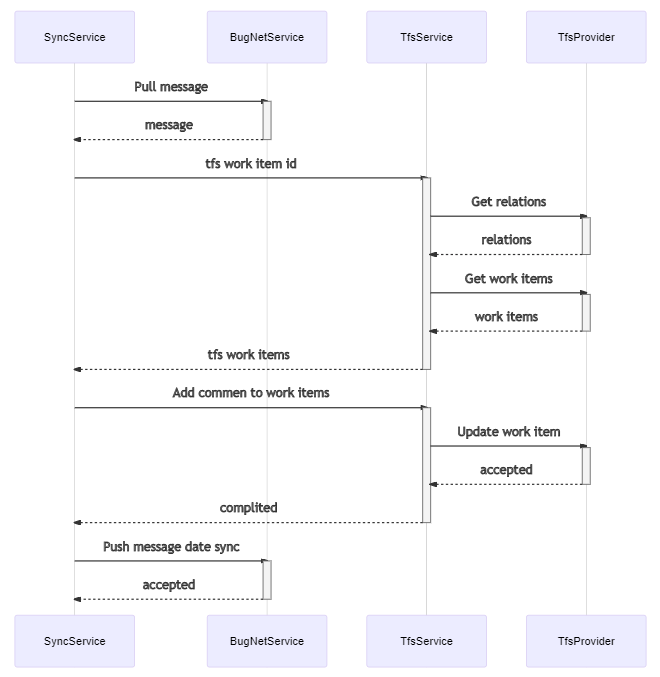 SyncService
BugNetService
TfsService
TfsProvider
Pull message
message
tfs work item id
Get relations
relations
Get work items
work items
tfs work items
Add commen to work items
Update work item
accepted
complited
Push message date sync
accepted
SyncService
BugNetService
TfsService
TfsProvider